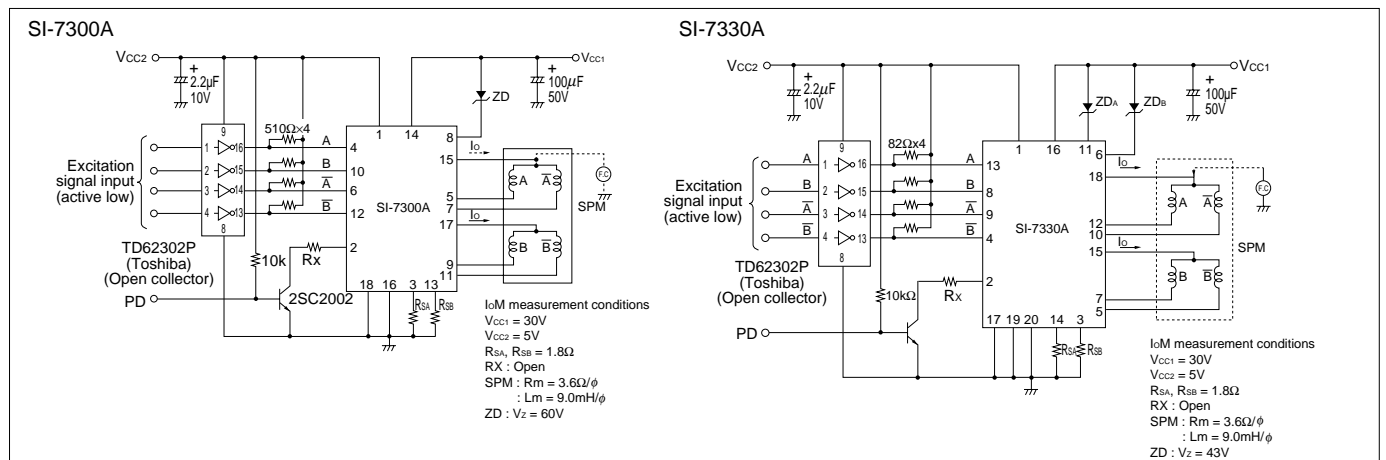 SI-7300A
VCC2
VCC1
+
2.2µF
10V
+
100µF
50V
ZD
9
510Ω×4
1
14
8
Excitation
signal input
(active low)
1
16
A
4
2
15
B
10
3
14
A̅
6
4
13
B̅
12
8
SI-7300A
15
IO
A
A̅
F.C
5
7
SPM
17
IO
B
B̅
9
11
TD62302P
(Toshiba)
(Open collector)
10k
Rx
2
PD
2SC2002
18
16
3
13
RSA
RSB
IOM measurement conditions
VCC1 = 30V
VCC2 = 5V
RSA, RSB = 1.8Ω
RX : Open
SPM : Rm = 3.6Ω/ϕ
: Lm = 9.0mH/ϕ
ZD : VZ = 60V
SI-7330A
VCC2
VCC1
+
2.2µF
10V
+
100µF
50V
ZDA
ZDB
9
82Ω×4
1
16
11
6
Excitation
signal input
(active low)
A
1
16
A
13
B
2
15
B
8
A̅
3
14
A̅
9
B̅
4
13
B
4
8
SI-7330A
18
IO
A
A̅
F.C
12
10
15
IO
SPM
B
B̅
7
5
TD62302P
(Toshiba)
(Open collector)
10kΩ
RX
2
PD
17
19
20
14
3
RSA
RSB
IOM measurement conditions
VCC1 = 30V
VCC2 = 5V
RSA, RSB = 1.8Ω
RX : Open
SPM : Rm = 3.6Ω/ϕ
: Lm = 9.0mH/ϕ
ZD : VZ = 43V